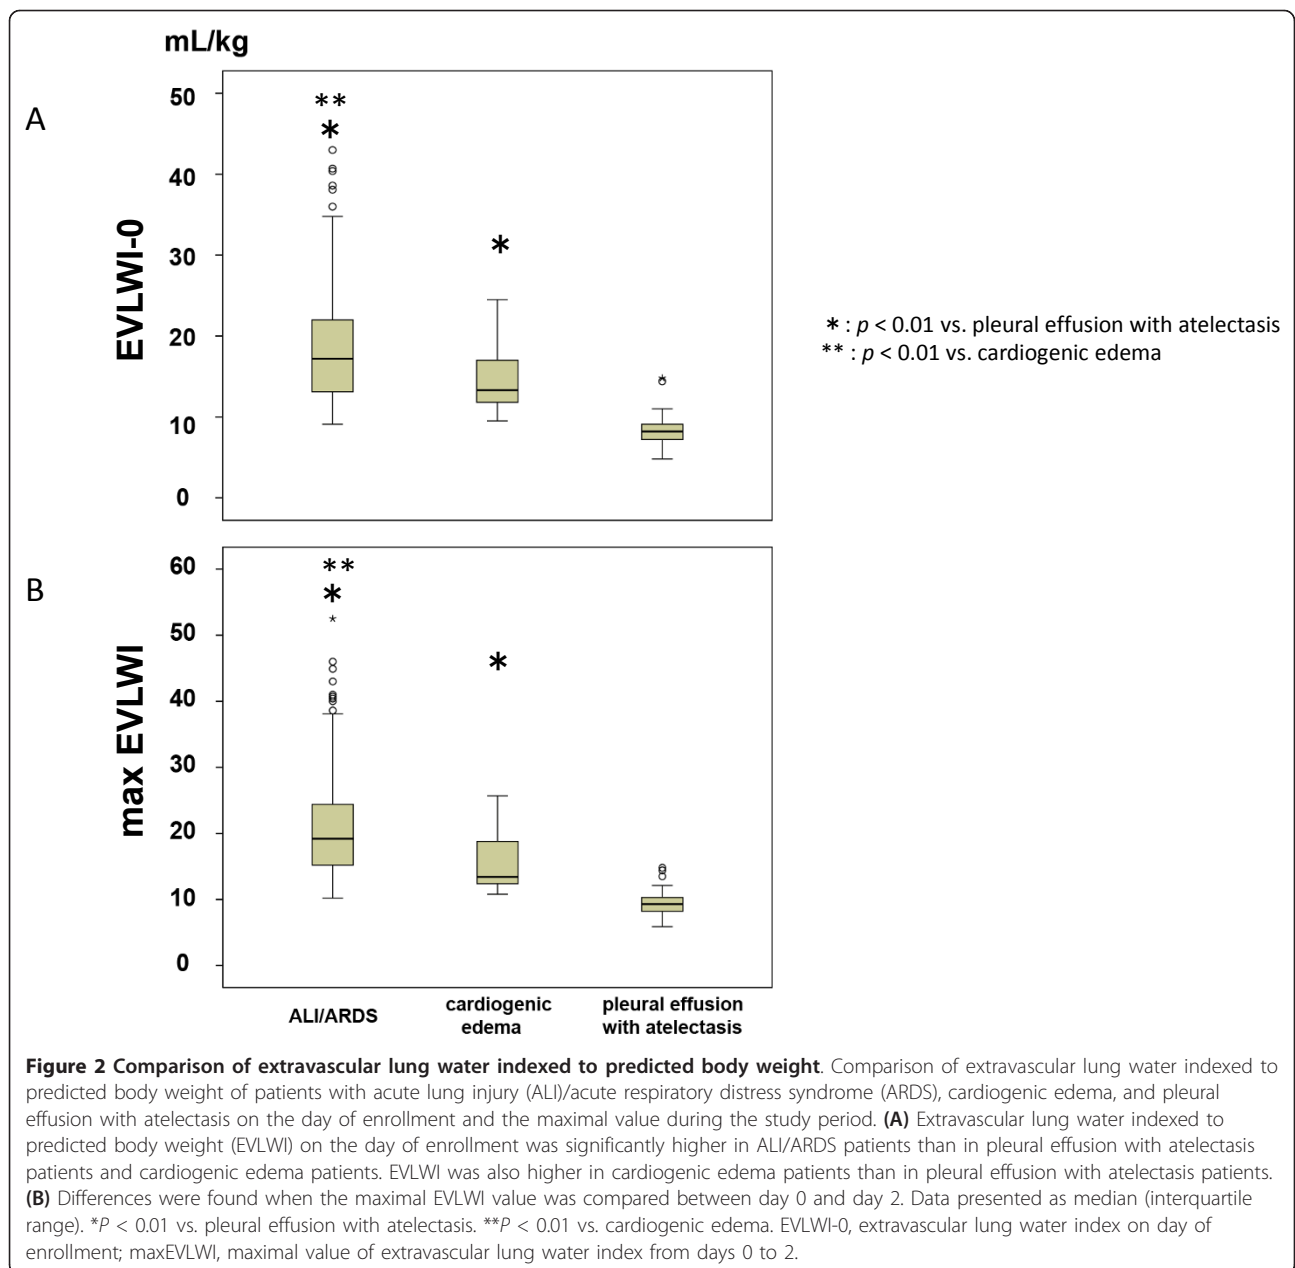 mL/kg
A
EVLWI-0
50
40
30
20
10
0
**
*
*
* : p < 0.01 vs. pleural effusion with atelectasis
** : p < 0.01 vs. cardiogenic edema
B
max EVLWI
60
50
40
30
20
10
0
**
*
*
ALI/ARDS
cardiogenic
edema
pleural effusion
with atelectasis
Figure 2 Comparison of extravascular lung water indexed to predicted body weight. Comparison of extravascular lung water indexed to
predicted body weight of patients with acute lung injury (ALI)/acute respiratory distress syndrome (ARDS), cardiogenic edema, and pleural
effusion with atelectasis on the day of enrollment and the maximal value during the study period. (A) Extravascular lung water indexed to
predicted body weight (EVLWI) on the day of enrollment was significantly higher in ALI/ARDS patients than in pleural effusion with atelectasis
patients and cardiogenic edema patients. EVLWI was also higher in cardiogenic edema patients than in pleural effusion with atelectasis patients.
(B) Differences were found when the maximal EVLWI value was compared between day 0 and day 2. Data presented as median (interquartile
range). *P < 0.01 vs. pleural effusion with atelectasis. **P < 0.01 vs. cardiogenic edema. EVLWI-0, extravascular lung water index on day of
enrollment; maxEVLWI, maximal value of extravascular lung water index from days 0 to 2.